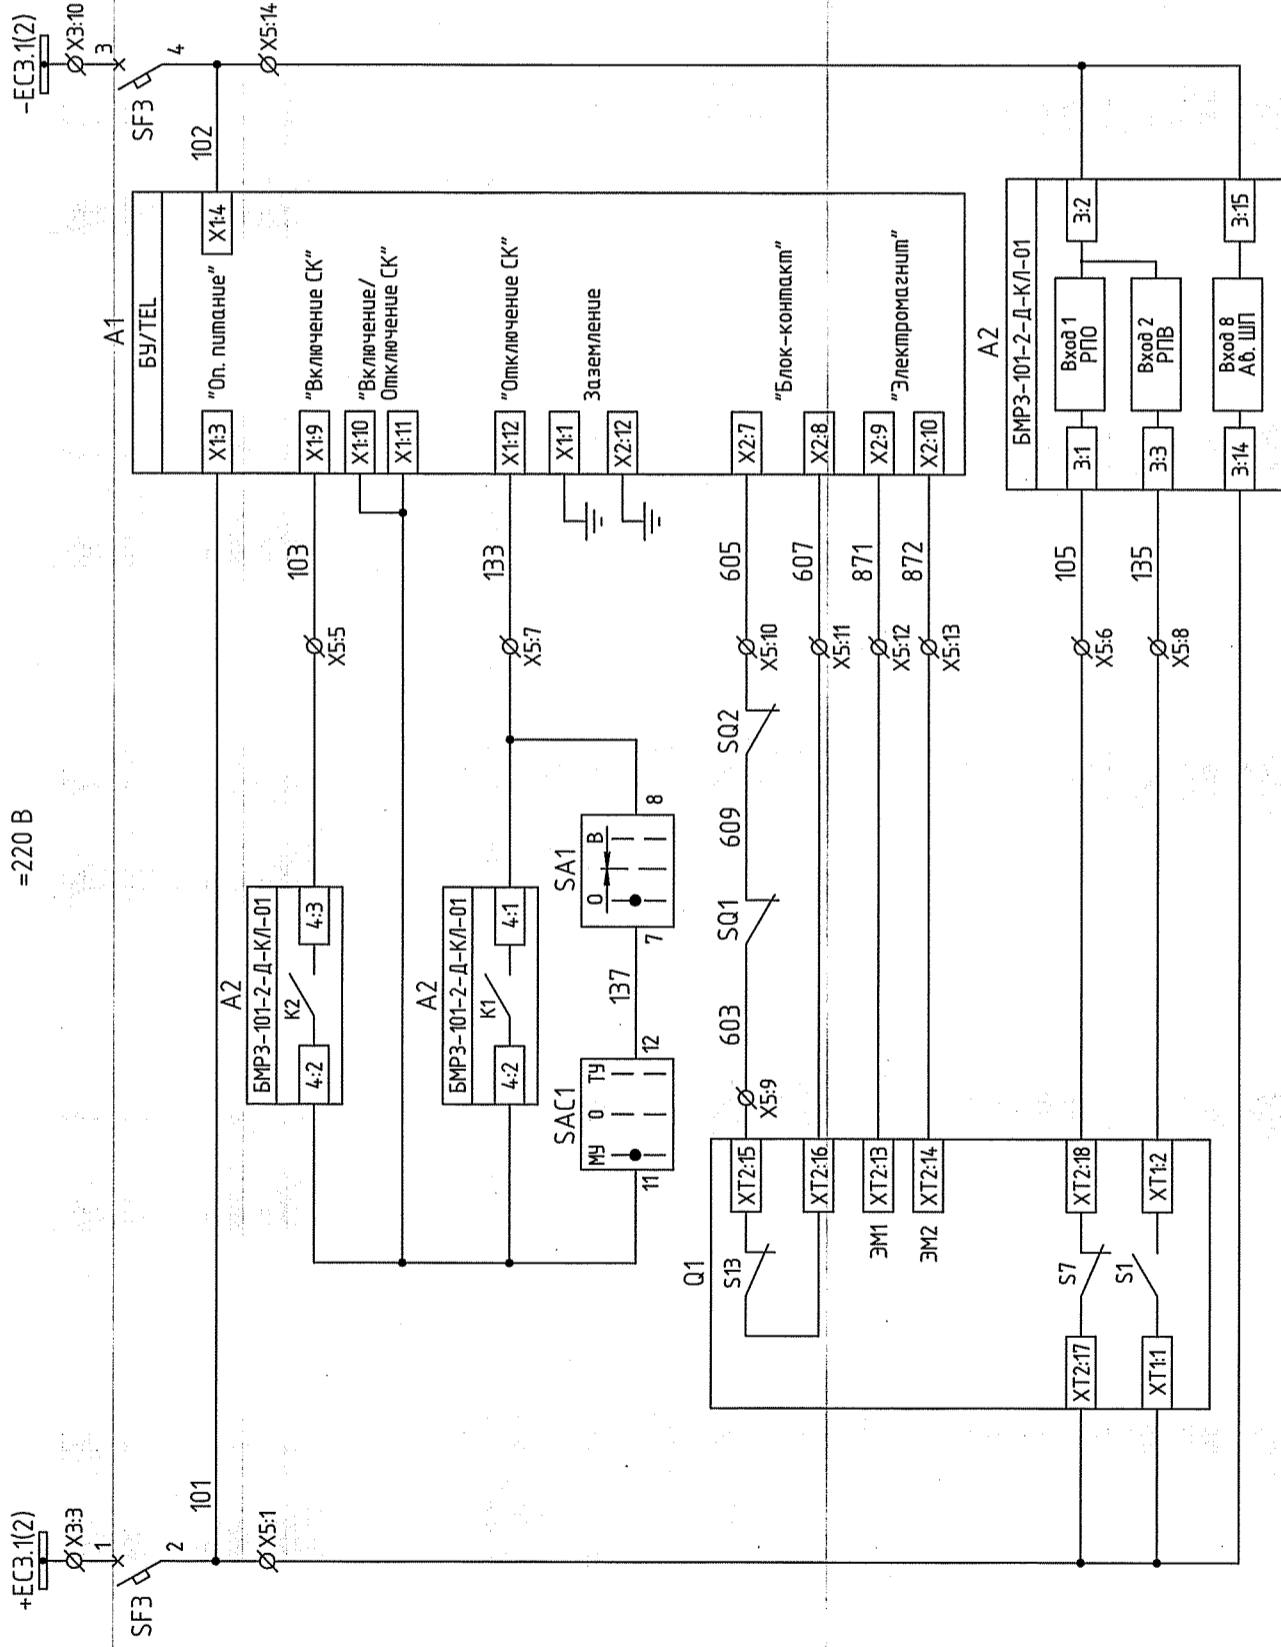 =220 В
+ЕС3.1(2)
X3:3
1
SF3
2
101
X5:1
-ЕС3.1(2)
X3:10
3
SF3
4
102
X5:14
A1
БУ/TEL
X1:3
"Оп. питание"
X1:4
X1:9
"Включение СК"
X1:10
"Включение/
X1:11
Отключение СК"
X1:12
"Отключение СК"
X1:1
Заземление
X2:12
X2:7
"Блок-контакт"
X2:8
X2:9
"Электромагнит"
X2:10
A2
БМРЗ-101-2-Д-КЛ-01
4:2
K2
4:3
103
X5:5
A2
БМРЗ-101-2-Д-КЛ-01
4:2
K1
4:1
133
X5:7
SAC1
МУ
О
ТУ
11
12
137
SA1
О
В
7
8
Q1
S13
XT2:15
XT2:16
ЭМ1
XT2:13
ЭМ2
XT2:14
XT2:17
S7
XT2:18
XT1:1
S1
XT1:2
X5:9
603
SQ1
609
SQ2
X5:10
605
X5:11
607
X5:12
871
X5:13
872
X5:6
105
X5:8
135
A2
БМРЗ-101-2-Д-КЛ-01
3:1
Вход 1
РПО
3:2
3:3
Вход 2
РПВ
3:14
Вход 8
Ав. ШП
3:15